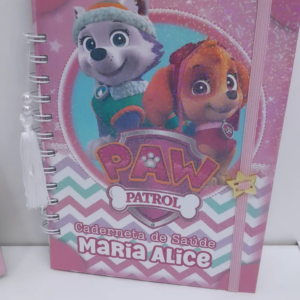 PAW
PATROL
Caderneta de Saúde
Maria Alice